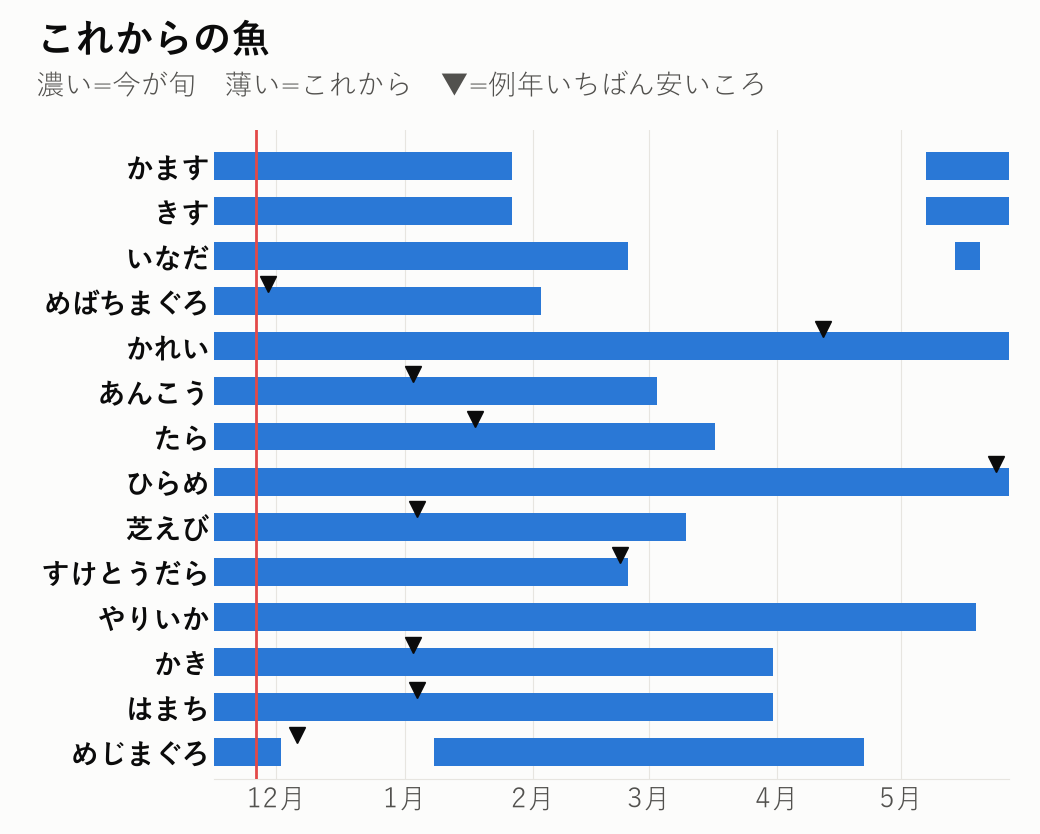 これからの魚
濃い=今が旬　薄い=これから　▼=例年いちばん安いころ
かます
きす
いなだ
めばちまぐろ
かれい
あんこう
たら
ひらめ
芝えび
すけとうだら
やりいか
かき
はまち
めじまぐろ
12月 1月 2月 3月 4月 5月